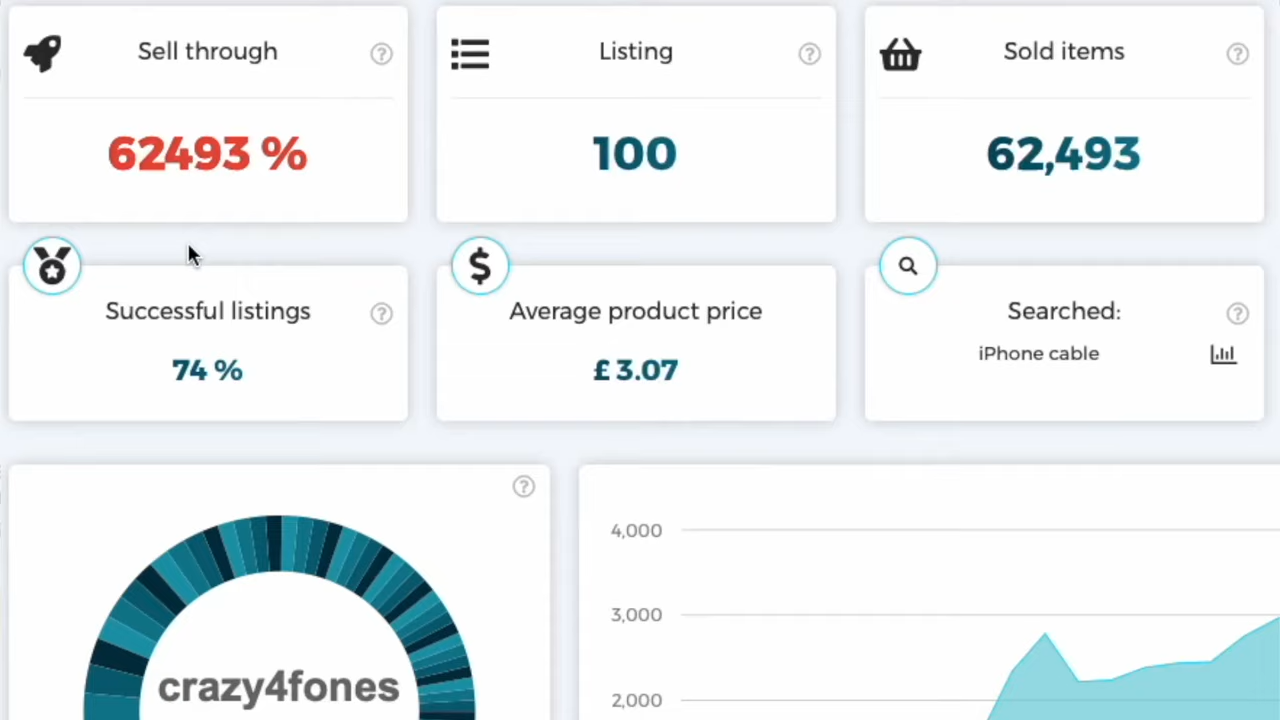 Sell through
?
Listing
?
Sold items
?
62493 %
100
62,493
$
Successful listings
?
Average product price
Searched:
?
74 %
£ 3.07
iPhone cable
?
crazy4fones
4,000
3,000
2,000